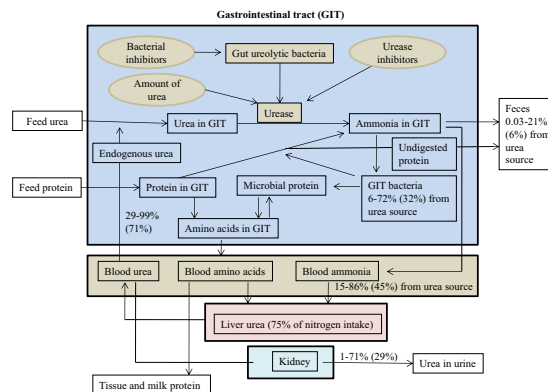 Gastrointestinal tract (GIT)
Bacterial
inhibitors
Gut ureolytic bacteria
Urease
inhibitors
Amount of
urea
Urease
Feed urea
Urea in GIT
Ammonia in GIT
Feces
0.03-21%
(6%) from
urea
source
Endogenous urea
Undigested
protein
Feed protein
Protein in GIT
Microbial protein
GIT bacteria
6-72% (32%) from
urea source
29-99%
(71%)
Amino acids in GIT
Blood urea
Blood amino acids
Blood ammonia
15-86% (45%) from urea source
Liver urea (75% of nitrogen intake)
Kidney
1-71% (29%)
Urea in urine
Tissue and milk protein